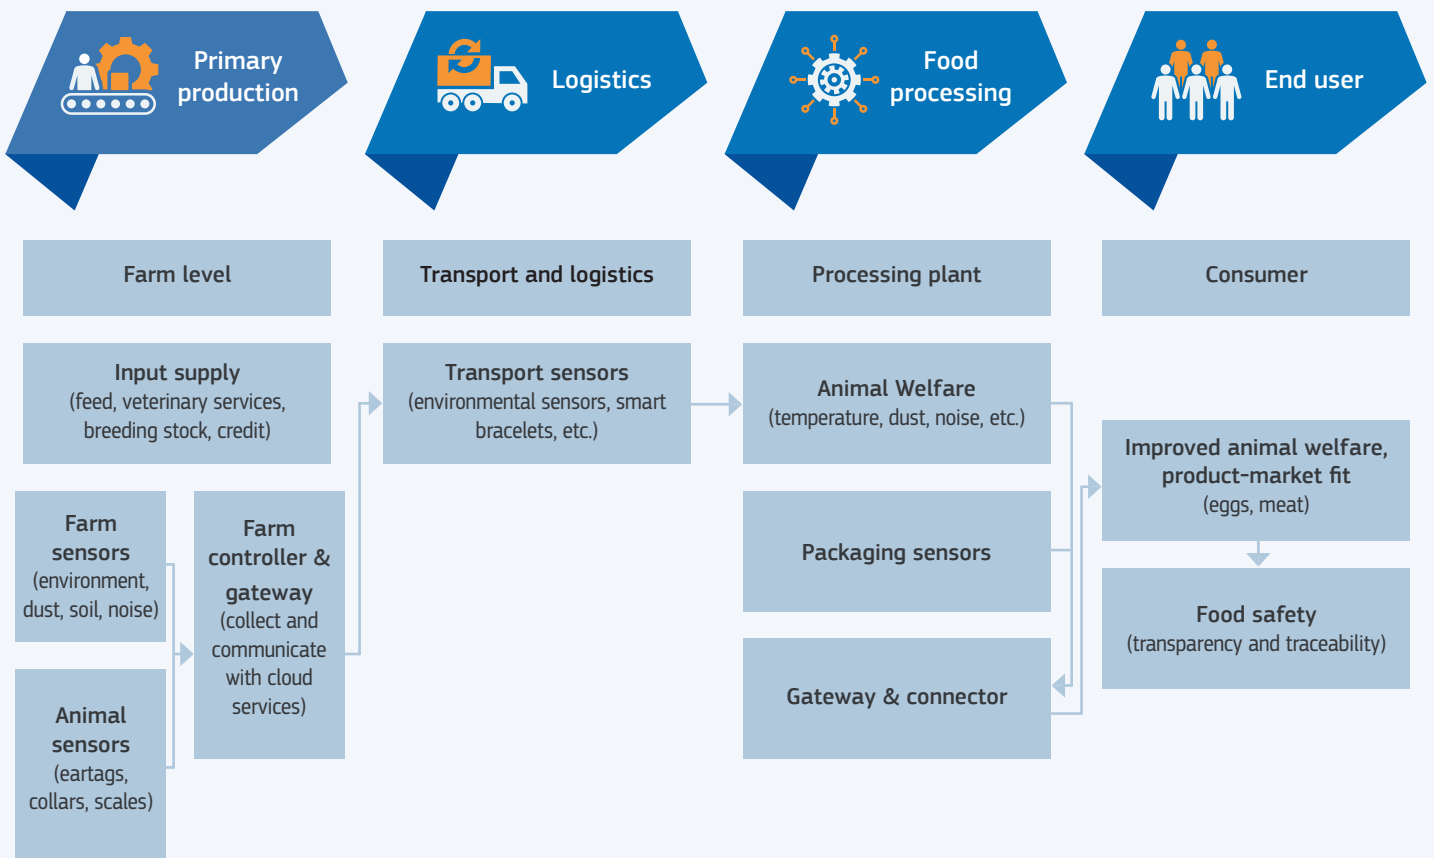 Primary
production
Logistics
Food
processing
End user
Farm level
Transport and logistics
Processing plant
Consumer
Input supply
(feed, veterinary services,
breeding stock, credit)
Transport sensors
(environmental sensors, smart
bracelets, etc.)
Animal Welfare
(temperature, dust, noise, etc.)
Improved animal welfare,
product-market fit
(eggs, meat)
Farm
sensors
(environment,
dust, soil, noise)
Farm
controller &
gateway
(collect and
communicate
with cloud
services)
Packaging sensors
Food safety
(transparency and traceability)
Animal
sensors
(eartags,
collars, scales)
Gateway & connector